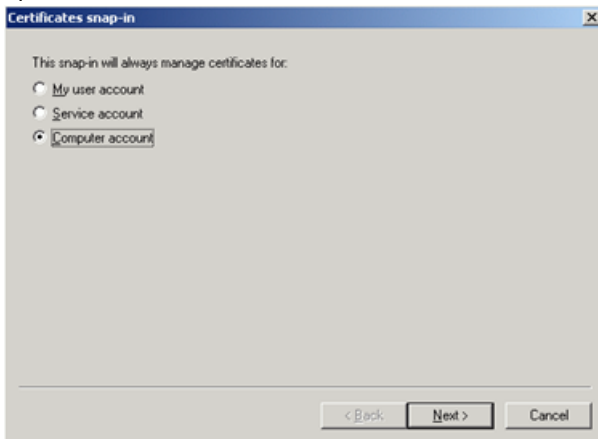 Certificates snap-in
This snap-in will always manage certificates for:
My user account
Service account
Computer account
< Back
Next >
Cancel